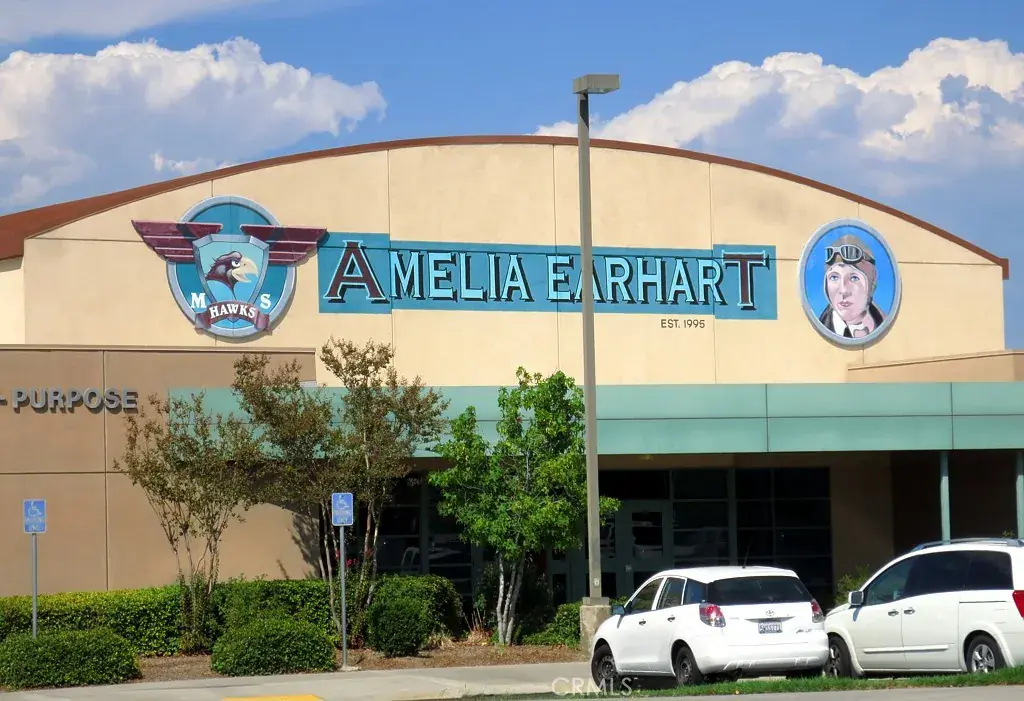 M S
HAWKS
AMELIA EARHART
EST. 1995
- PURPOSE
CRMLS